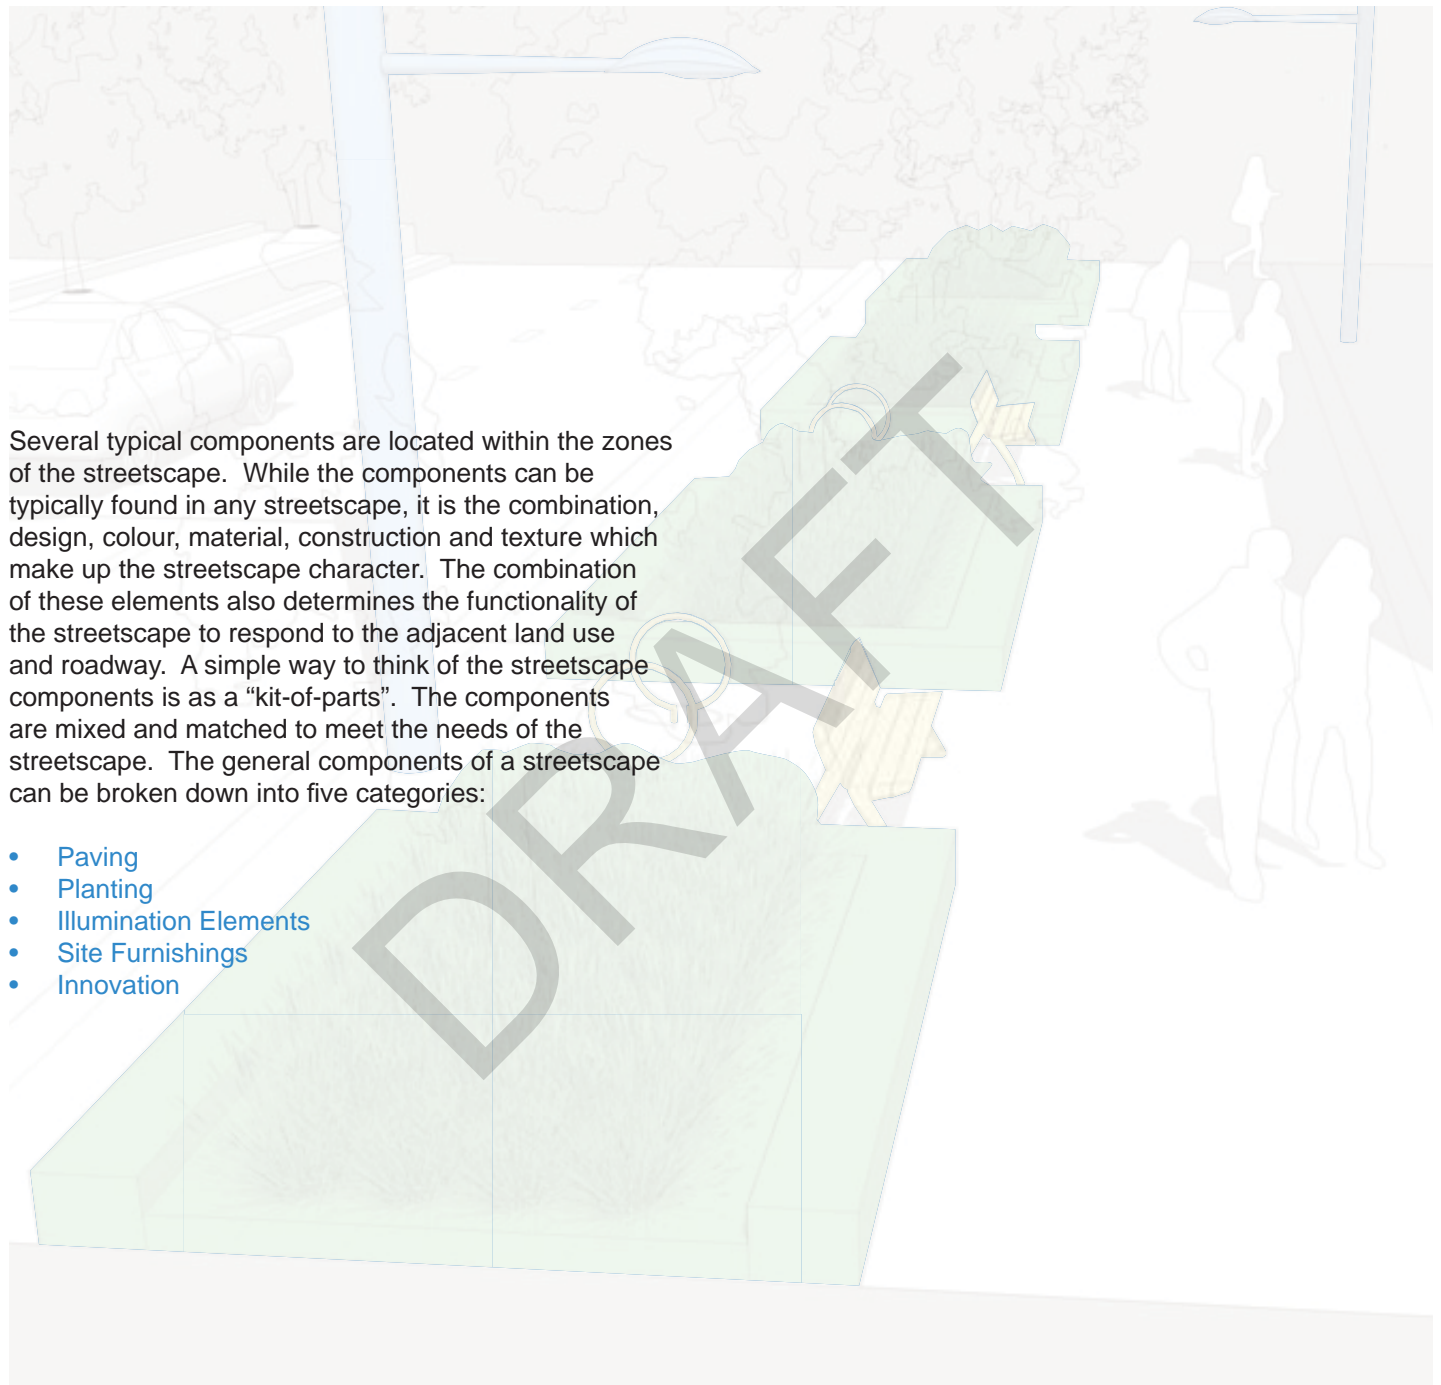 Several typical components are located within the zones
of the streetscape.  While the components can be
typically found in any streetscape, it is the combination,
design, colour, material, construction and texture which
make up the streetscape character.  The combination
of these elements also determines the functionality of
the streetscape to respond to the adjacent land use
and roadway.  A simple way to think of the streetscape
components is as a “kit-of-parts”.  The components
are mixed and matched to meet the needs of the
streetscape.  The general components of a streetscape
can be broken down into five categories:
• Paving
• Planting
• Illumination Elements
• Site Furnishings
• Innovation
DRAFT